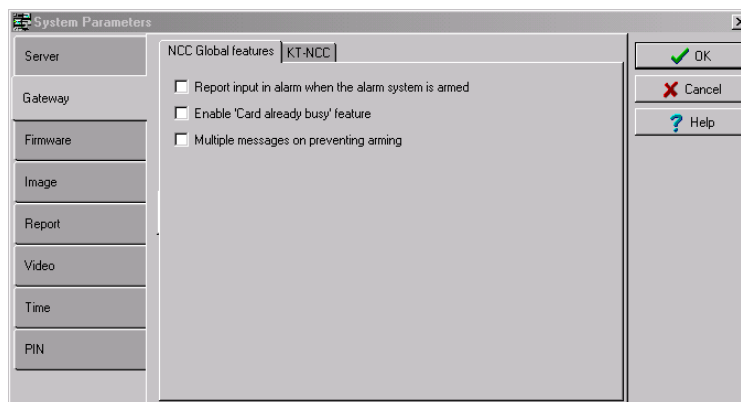 System Parameters
Server
Gateway
Firmware
Image
Report
Video
Time
PIN
NCC Global features KT-NCC
Report input in alarm when the alarm system is armed
Enable 'Card already busy' feature
Multiple messages on preventing arming
OK
Cancel
Help